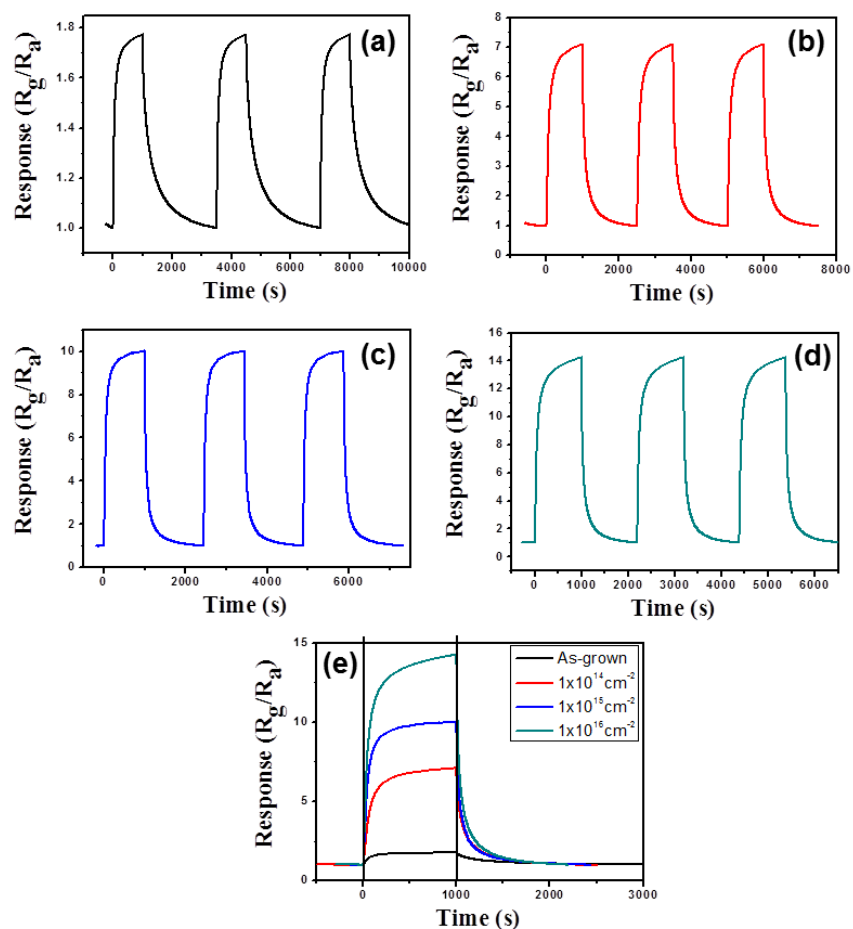 (a)
Response (Rg/Ra)
1.8
1.6
1.4
1.2
1.0
0 2000 4000 6000 8000 10000
Time (s)
(b)
Response (Rg/Ra)
8
7
6
5
4
3
2
1
0
0 2000 4000 6000 8000
Time (s)
(c)
Response (Rg/Ra)
10
8
6
4
2
0
0 2000 4000 6000
Time (s)
(d)
Response (Rg/Ra)
16
14
12
10
8
6
4
2
0
0 1000 2000 3000 4000 5000 6000
Time (s)
(e)
Response (Rg/Ra)
15
10
5
0
As-grown
1x10¹⁴cm⁻²
1x10¹⁵cm⁻²
1x10¹⁶cm⁻²
0 1000 2000 3000
Time (s)